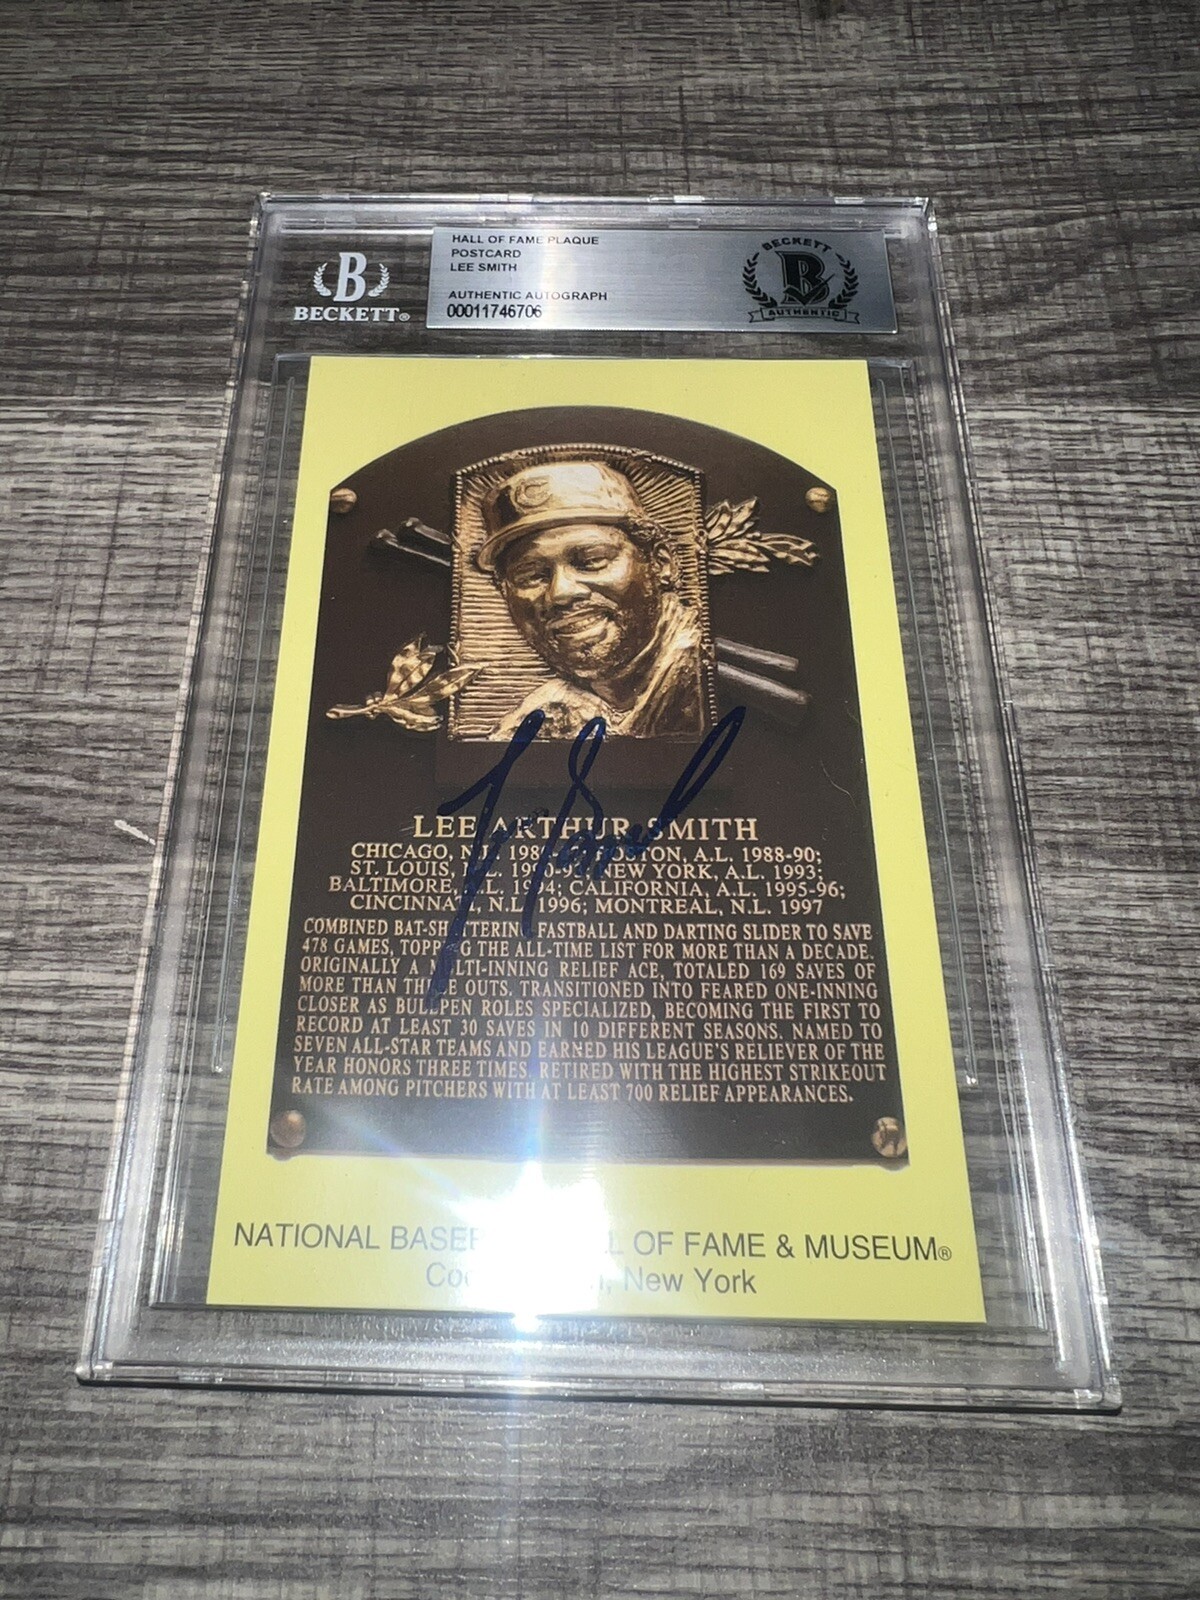 HALL OF FAME PLAQUE
POSTCARD
LEE SMITH
AUTHENTIC AUTOGRAPH
00011746706
B
BECKETT®
BECKETT
B
AUTHENTIC
C
LEE ARTHUR SMITH
CHICAGO, N.L. BOSTON, A.L. 1988-90;
ST. LOUIS, N.L. NEW YORK, A.L. 1993;
BALTIMORE, A.L. 1994; CALIFORNIA, A.L. 1995-96;
CINCINNATI, N.L. 1996; MONTREAL, N.L. 1997
COMBINED BAT-SHATTERING FASTBALL AND DARTING SLIDER TO SAVE
478 GAMES, TOPPING THE ALL-TIME LIST FOR MORE THAN A DECADE.
ORIGINALLY A MULTI-INNING RELIEF ACE, TOTALED 169 SAVES OF
MORE THAN THREE OUTS. TRANSITIONED INTO FEARED ONE-INNING
CLOSER AS BULLPEN ROLES SPECIALIZED, BECOMING THE FIRST TO
RECORD AT LEAST 30 SAVES IN 10 DIFFERENT SEASONS. NAMED TO
SEVEN ALL-STAR TEAMS AND EARNED HIS LEAGUE'S RELIEVER OF THE
YEAR HONORS THREE TIMES. RETIRED WITH THE HIGHEST STRIKEOUT
RATE AMONG PITCHERS WITH AT LEAST 700 RELIEF APPEARANCES.
NATIONAL BASEBALL HALL OF FAME & MUSEUM®
New York